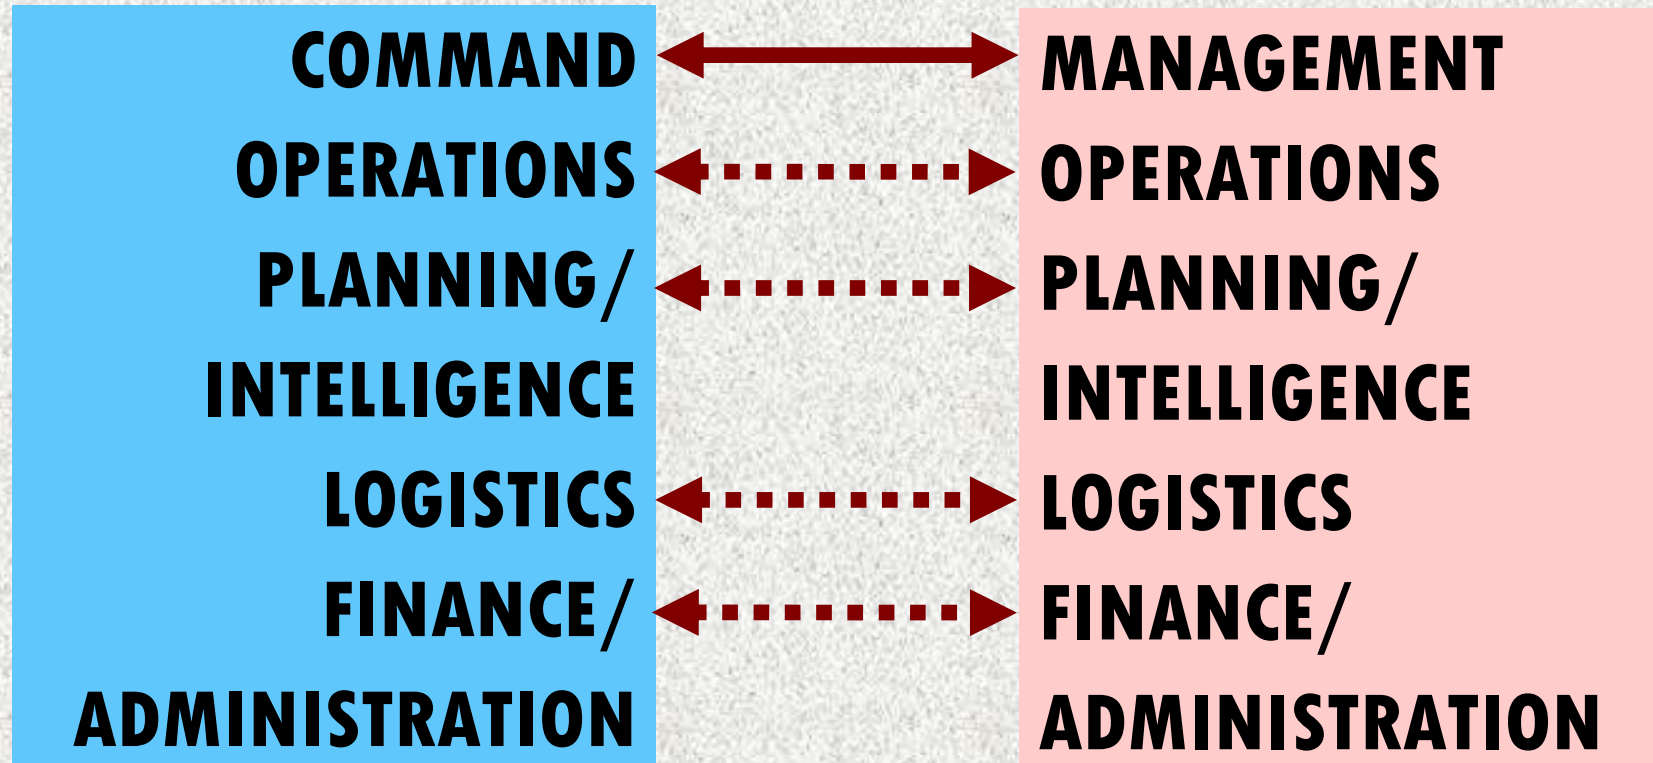 COMMAND
OPERATIONS
PLANNING/
INTELLIGENCE
LOGISTICS
FINANCE/
ADMINISTRATION
MANAGEMENT
OPERATIONS
PLANNING/
INTELLIGENCE
LOGISTICS
FINANCE/
ADMINISTRATION